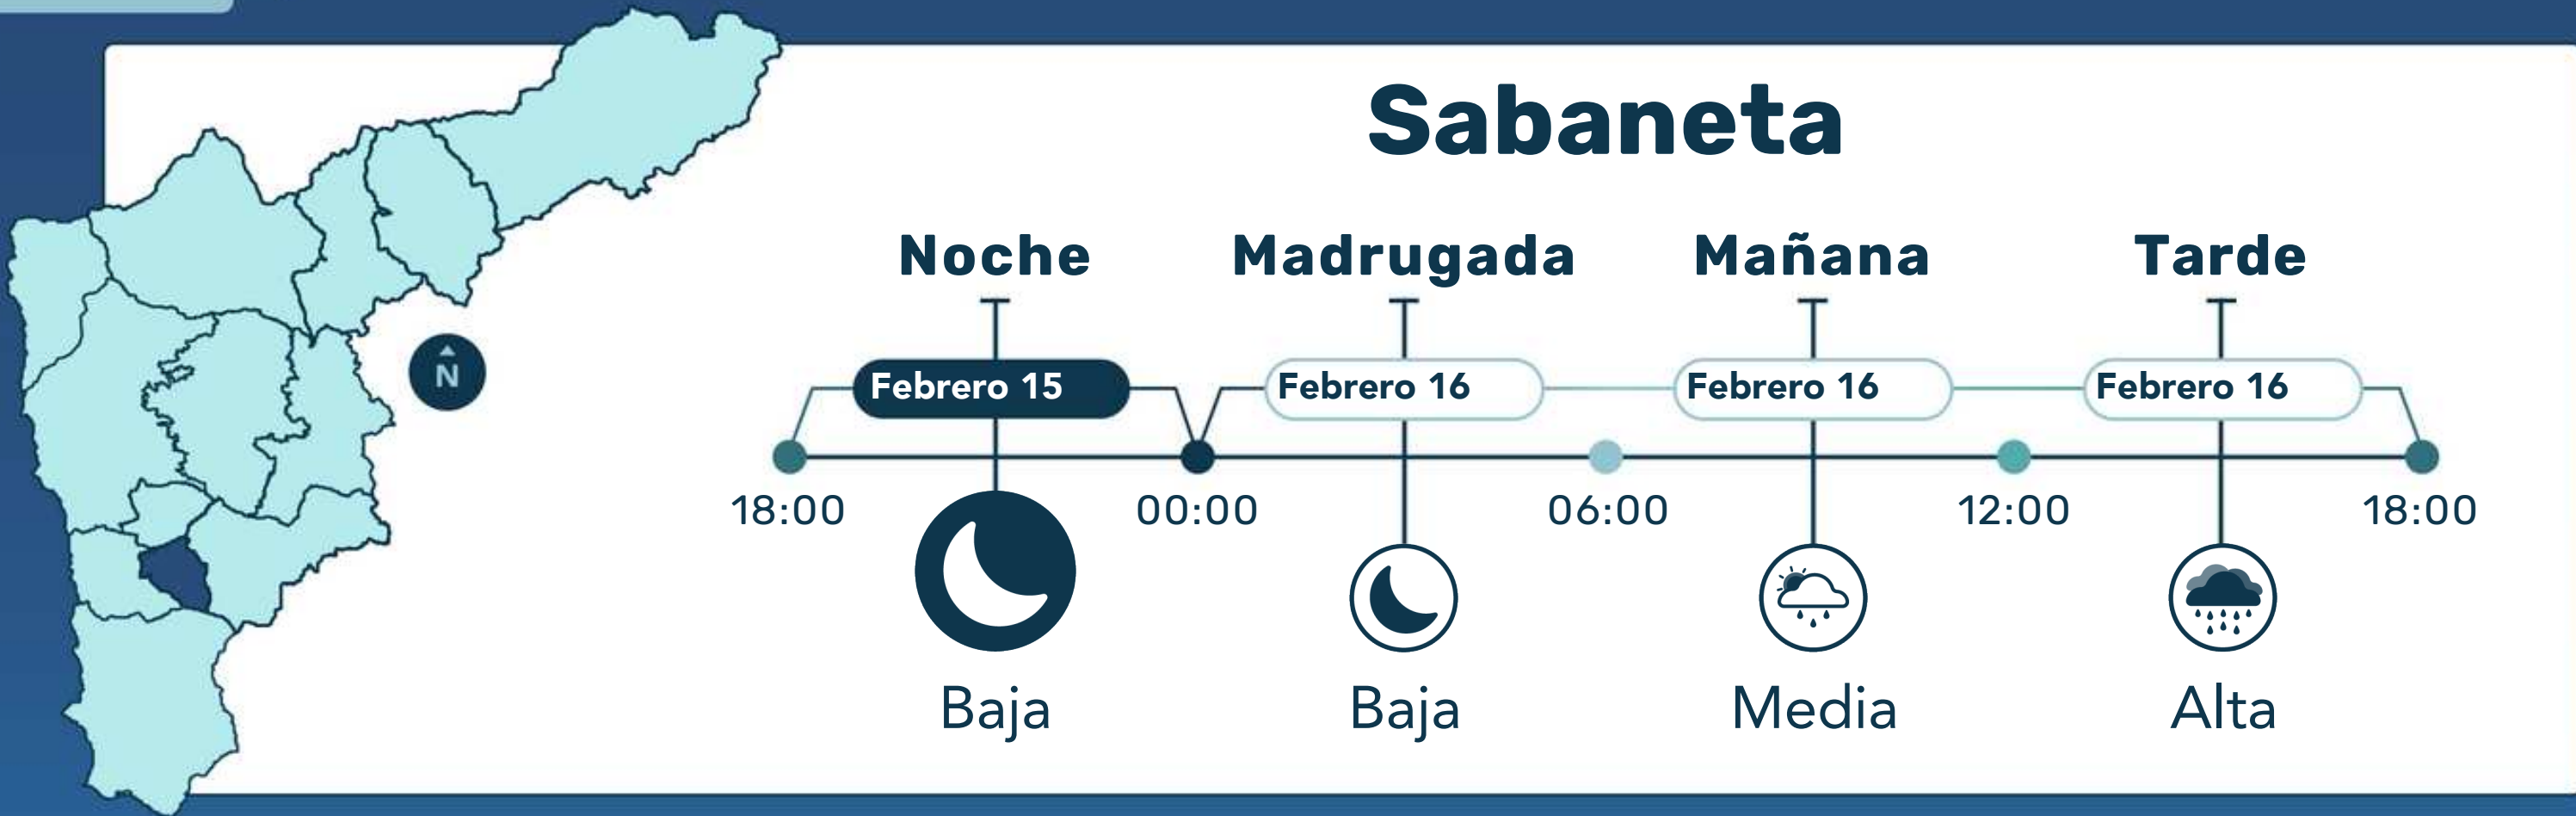 Sabaneta
Noche Madrugada Mañana Tarde
Febrero 15 Febrero 16 Febrero 16 Febrero 16
N
18:00 00:00 06:00 12:00 18:00
Baja Baja Media Alta